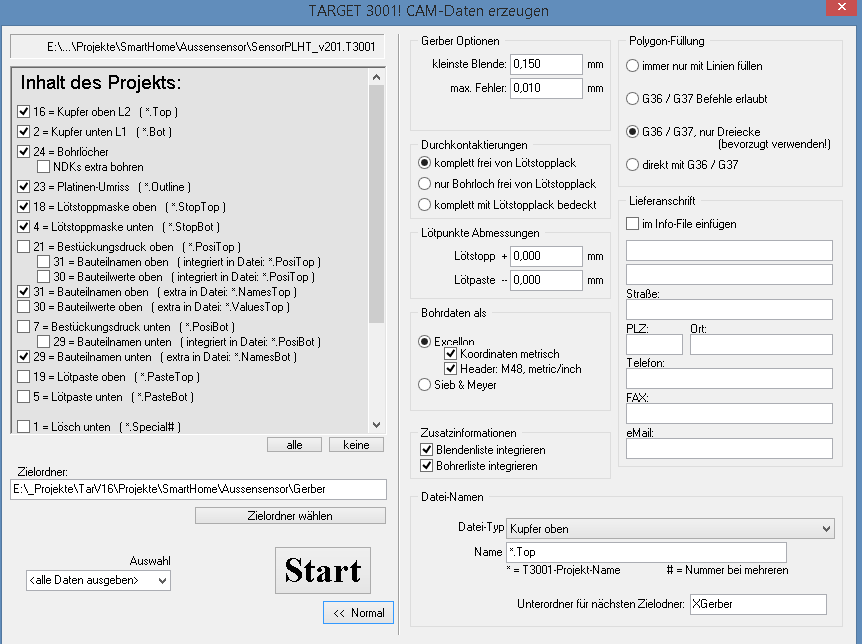 TARGET 3001! CAM-Daten erzeugen
E:\...\Projekte\SmartHome\Aussensensor\SensorPLHT_v201.T3001
Inhalt des Projekts:
16 = Kupfer oben L2 (*.Top )
2 = Kupfer unten L1 (*.Bot )
24 = Bohrlöcher
NDKs extra bohren
23 = Platinen-Umriss (*.Outline )
18 = Lötstoppmaske oben (*.StopTop )
4 = Lötstoppmaske unten (*.StopBot )
21 = Bestückungsdruck oben (*.PosiTop )
31 = Bauteilnamen oben ( integriert in Datei: *.PosiTop )
30 = Bauteilwerte oben ( integriert in Datei: *.PosiTop )
31 = Bauteilnamen oben ( extra in Datei: *.NamesTop )
30 = Bauteilwerte oben ( extra in Datei: *.ValuesTop )
7 = Bestückungsdruck unten (*.PosiBot )
29 = Bauteilnamen unten ( integriert in Datei: *.PosiBot )
29 = Bauteilnamen unten ( extra in Datei: *.NamesBot )
19 = Lötpaste oben (*.PasteTop )
5 = Lötpaste unten (*.PasteBot )
1 = Lösch unten (*.Special# )
alle keine
Zielordner:
E:\_Projekte\TarV16\Projekte\SmartHome\Aussensensor\Gerber
Zielordner wählen
Auswahl
<alle Daten ausgeben>
Start
<< Normal
Gerber Optionen
kleinste Blende: 0,150 mm
max. Fehler: 0,010 mm
Durchkontaktierungen
komplett frei von Lötstopplack
nur Bohrloch frei von Lötstopplack
komplett mit Lötstopplack bedeckt
Lötpunkte Abmessungen
Lötstopp + 0,000 mm
Lötpaste -- 0,000 mm
Bohrdaten als
Excellon
Koordinaten metrisch
Header: M48, metric/inch
Sieb & Meyer
Zusatzinformationen
Blendenliste integrieren
Bohrerliste integrieren
Polygon-Füllung
immer nur mit Linien füllen
G36 / G37 Befehle erlaubt
G36 / G37, nur Dreiecke
(bevorzugt verwenden!)
direkt mit G36 / G37
Lieferanschrift
im Info-File einfügen
Straße:
PLZ: Ort:
Telefon:
FAX:
eMail:
Datei-Namen
Datei-Typ Kupfer oben
Name *.Top
* = T3001-Projekt-Name # = Nummer bei mehreren
Unterordner für nächsten Zielodner: XGerber